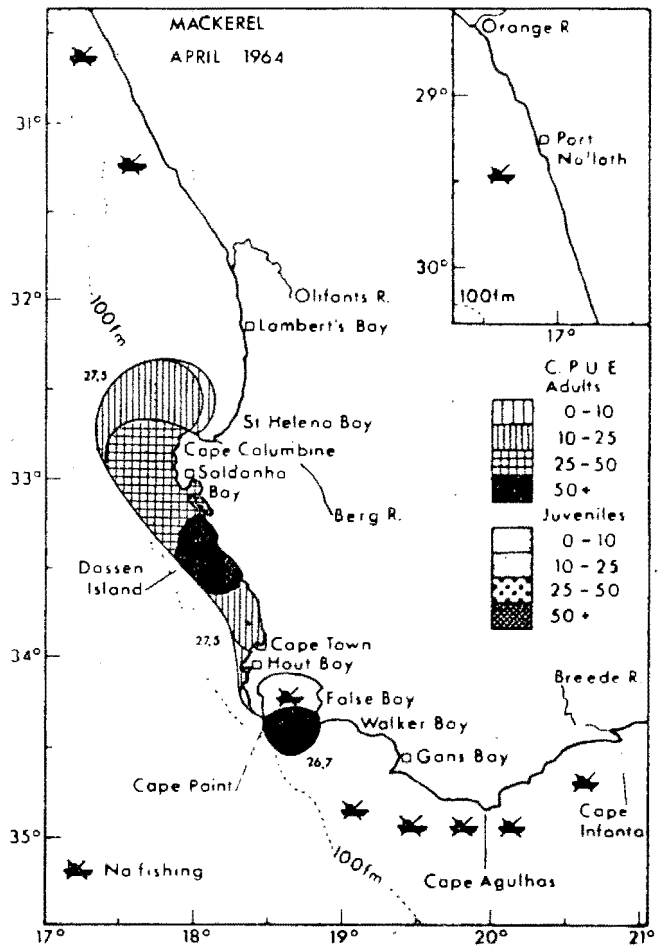 MACKEREL
APRIL 1964
31°
32°
33°
34°
35°
17°
18°
19°
20°
21°
100fm
Olifants R.
Lambert's Bay
27,5
St Helena Bay
Cape Columbine
Saldanha
Bay
Berg R.
Dassen
Island
27,5
Cape Town
Hout Bay
False Bay
Walker Bay
Gans Bay
Breede R
26,7
Cape Point
Cape
Infanta
100fm
Cape Agulhas
No fishing
Orange R
29°
Port
No'loth
30°
100fm
17°
C. P U E
Adults
0 - 10
10 - 25
25 - 50
50 +
Juveniles
0 - 10
10 - 25
25 - 50
50 +